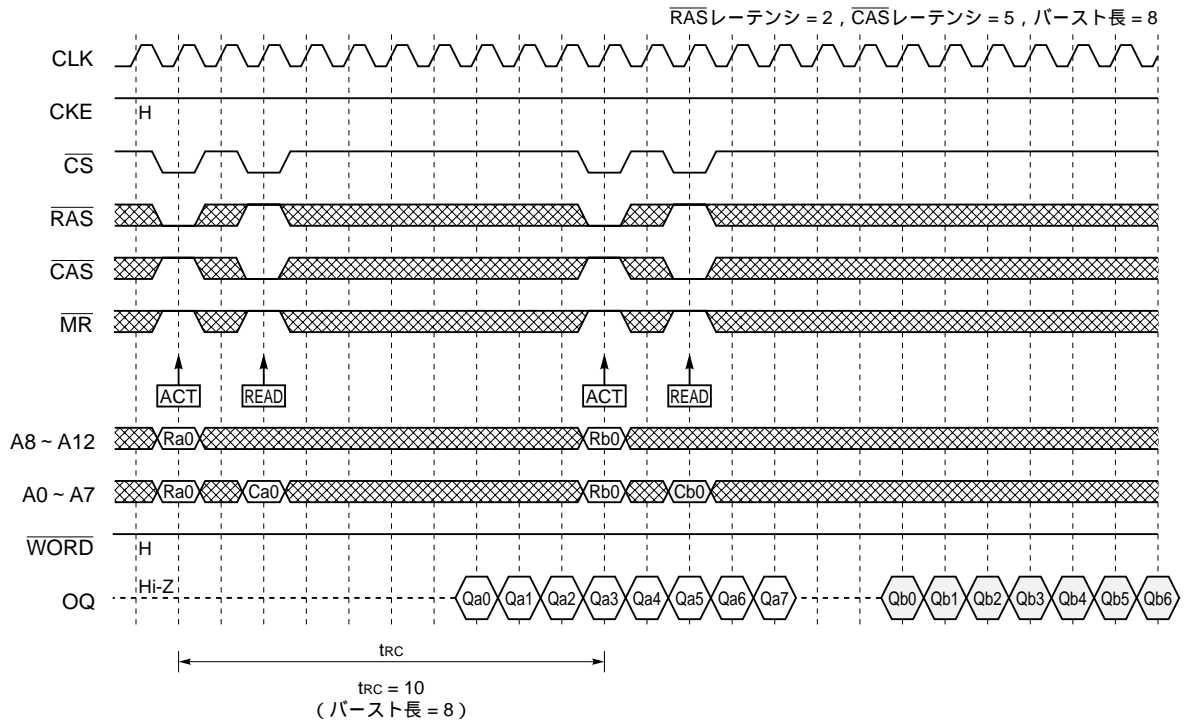 RASレーテンシ = 2 , CASレーテンシ = 5 , バースト長 = 8
CLK
CKE H
CS
RAS
CAS
MR
ACT READ ACT READ
A8 ~ A12 Ra0 Rb0
A0 ~ A7 Ra0 Ca0 Rb0 Cb0
WORD H
OQ Hi-Z Qa0 Qa1 Qa2 Qa3 Qa4 Qa5 Qa6 Qa7 Qb0 Qb1 Qb2 Qb3 Qb4 Qb5 Qb6
tRC
tRC = 10
( バースト長 = 8 )